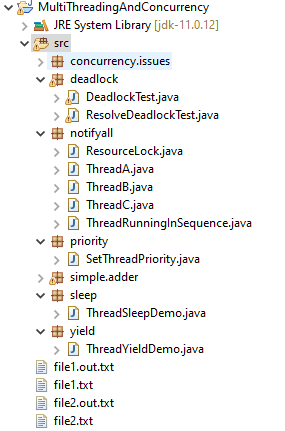 MultiThreadingAndConcurrency
JRE System Library [jdk-11.0.12]
src
concurrency.issues
deadlock
DeadlockTest.java
ResolveDeadlockTest.java
notifyall
ResourceLock.java
ThreadA.java
ThreadB.java
ThreadC.java
ThreadRunningInSequence.java
priority
SetThreadPriority.java
simple.adder
sleep
ThreadSleepDemo.java
yield
ThreadYieldDemo.java
file1.out.txt
file1.txt
file2.out.txt
file2.txt